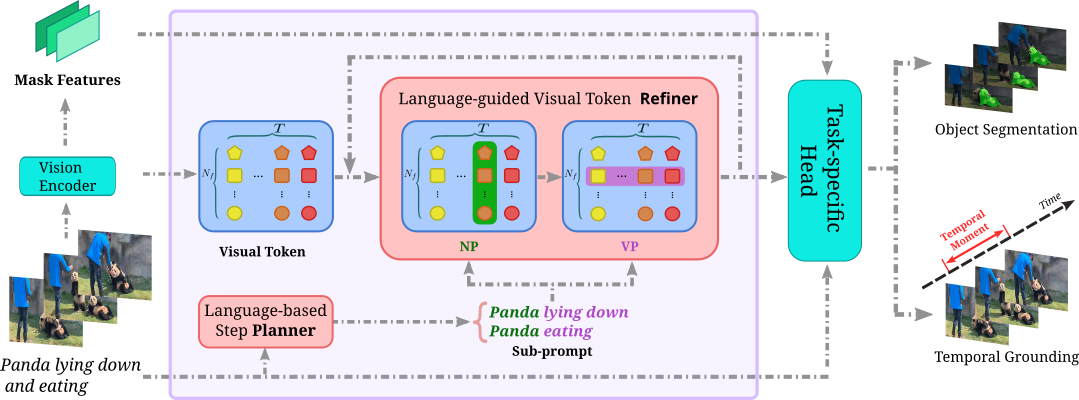 Mask Features
Vision
Encoder
Panda lying down
and eating
T
N_f
...
Visual Token
Language-guided Visual Token Refiner
T
N_f
...
NP
T
N_f
...
VP
Language-based
Step Planner
Panda lying down
Panda eating
Sub-prompt
Task-specific
Head
Object Segmentation
Time
Temporal
Moment
Temporal Grounding